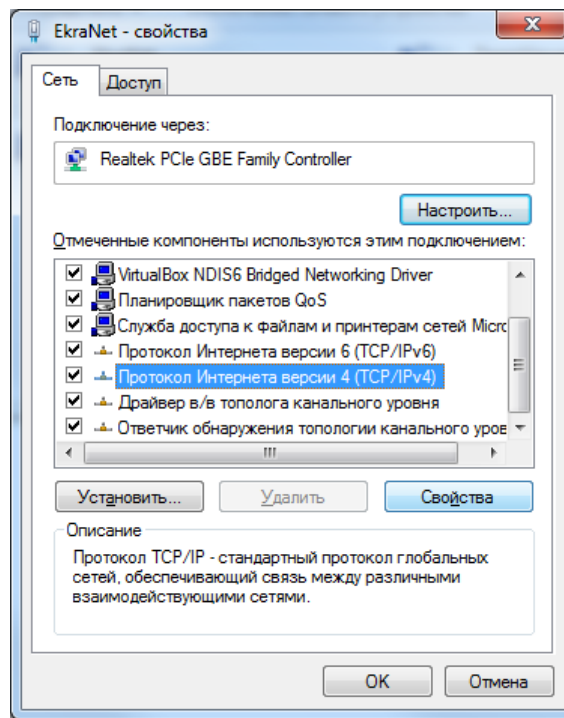 EkraNet - свойства
Сеть
Доступ
Подключение через:
Realtek PCIe GBE Family Controller
Настроить...
Отмеченные компоненты используются этим подключением:
VirtualBox NDIS6 Bridged Networking Driver
Планировщик пакетов QoS
Служба доступа к файлам и принтерам сетей Micro
Протокол Интернета версии 6 (TCP/IPv6)
Протокол Интернета версии 4 (TCP/IPv4)
Драйвер в/в тополога канального уровня
Ответчик обнаружения топологии канального уров
Установить...
Удалить
Свойства
Описание
Протокол TCP/IP - стандартный протокол глобальных
сетей, обеспечивающий связь между различными
взаимодействующими сетями.
OK
Отмена